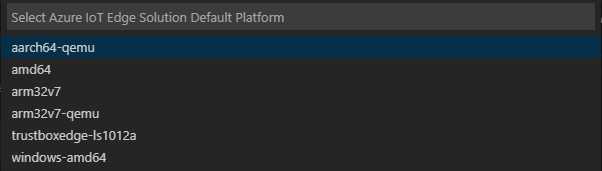 Select Azure IoT Edge Solution Default Platform
aarch64-qemu
amd64
arm32v7
arm32v7-qemu
trustboxedge-ls1012a
windows-amd64